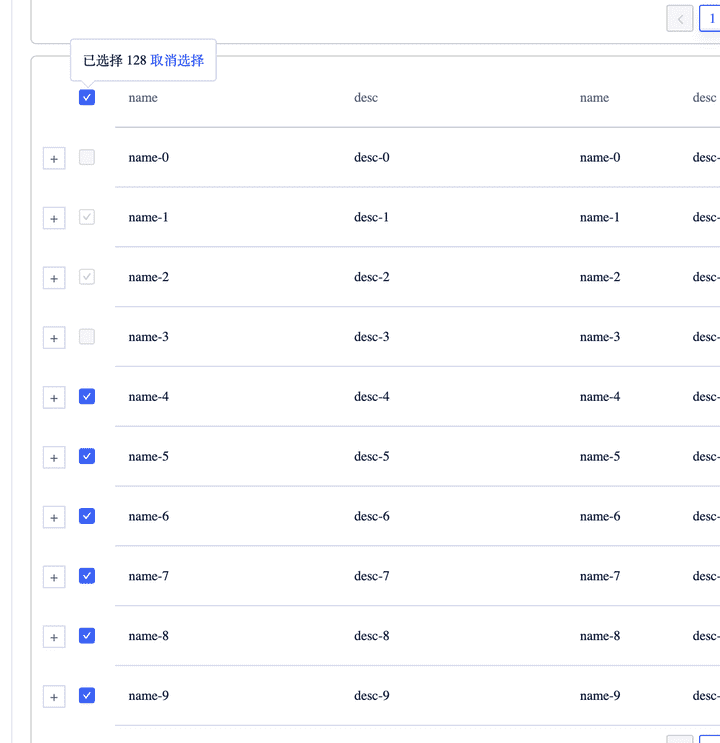 1
已选择 128 取消选择
name desc name desc
+ name-0 desc-0 name-0 desc-
+ name-1 desc-1 name-1 desc-
+ name-2 desc-2 name-2 desc-
+ name-3 desc-3 name-3 desc-
+ name-4 desc-4 name-4 desc-
+ name-5 desc-5 name-5 desc-
+ name-6 desc-6 name-6 desc-
+ name-7 desc-7 name-7 desc-
+ name-8 desc-8 name-8 desc-
+ name-9 desc-9 name-9 desc-